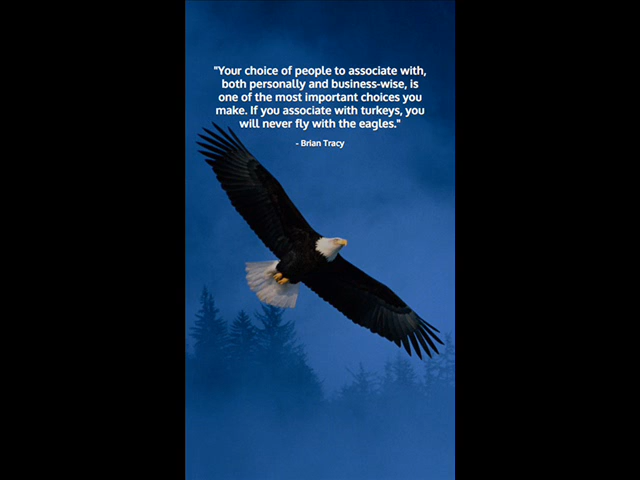 "Your choice of people to associate with,
both personally and business-wise, is
one of the most important choices you
make. If you associate with turkeys, you
will never fly with the eagles."
- Brian Tracy